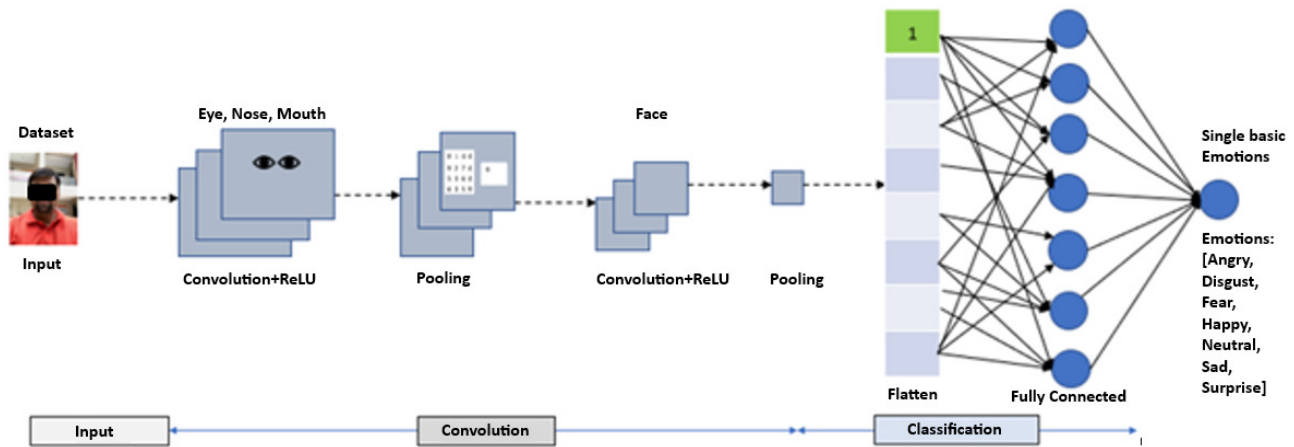 Dataset
Input
Eye, Nose, Mouth
Convolution+ReLU
Pooling
Face
Convolution+ReLU
Pooling
1
Flatten
Fully Connected
Single basic
Emotions
Emotions:
[Angry,
Disgust,
Fear,
Happy,
Neutral,
Sad,
Surprise]
Input
Convolution
Classification